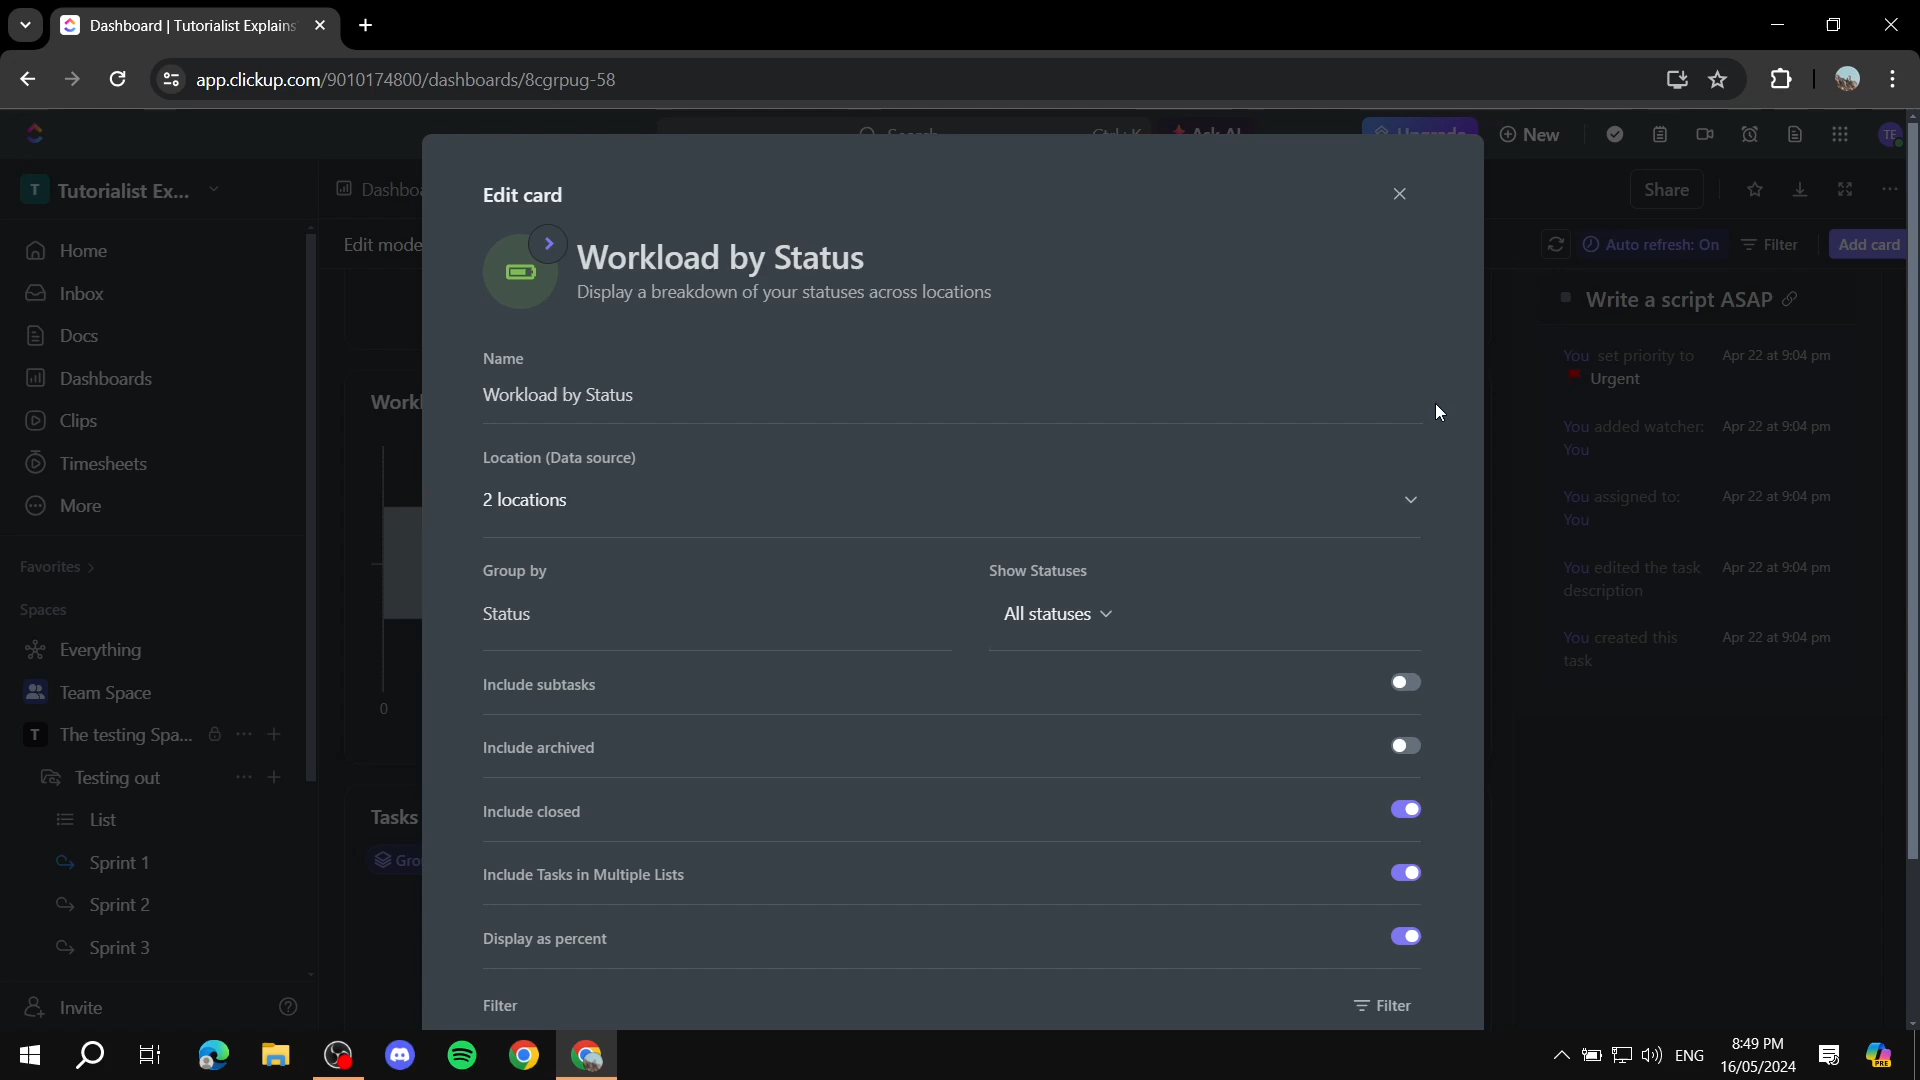 Dashboard | Tutorialist Explains
app.clickup.com/9010174800/dashboards/8cgrpug-58
Search Ctrl+K Ask AI Upgrade New TE
T Tutorialist Ex...
Home
Inbox
Docs
Dashboards
Clips
Timesheets
More
Favorites
Spaces
Everything
Team Space
T The testing Spa...
Testing out
List
Sprint 1
Sprint 2
Sprint 3
Invite
Share
Edit mode
Auto refresh: On Filter Add card
0
Tasks
Edit card
Workload by Status
Display a breakdown of your statuses across locations
Name
Workload by Status
Location (Data source)
2 locations
Group by Show Statuses
Status All statuses
Include subtasks
Include archived
Include closed
Include Tasks in Multiple Lists
Display as percent
Filter Filter
Write a script ASAP
You set priority to Apr 22 at 9:04 pm
Urgent
You added watcher: Apr 22 at 9:04 pm
You
You assigned to: Apr 22 at 9:04 pm
You
You edited the task Apr 22 at 9:04 pm
description
You created this Apr 22 at 9:04 pm
task
ENG
8:49 PM
16/05/2024
PRE